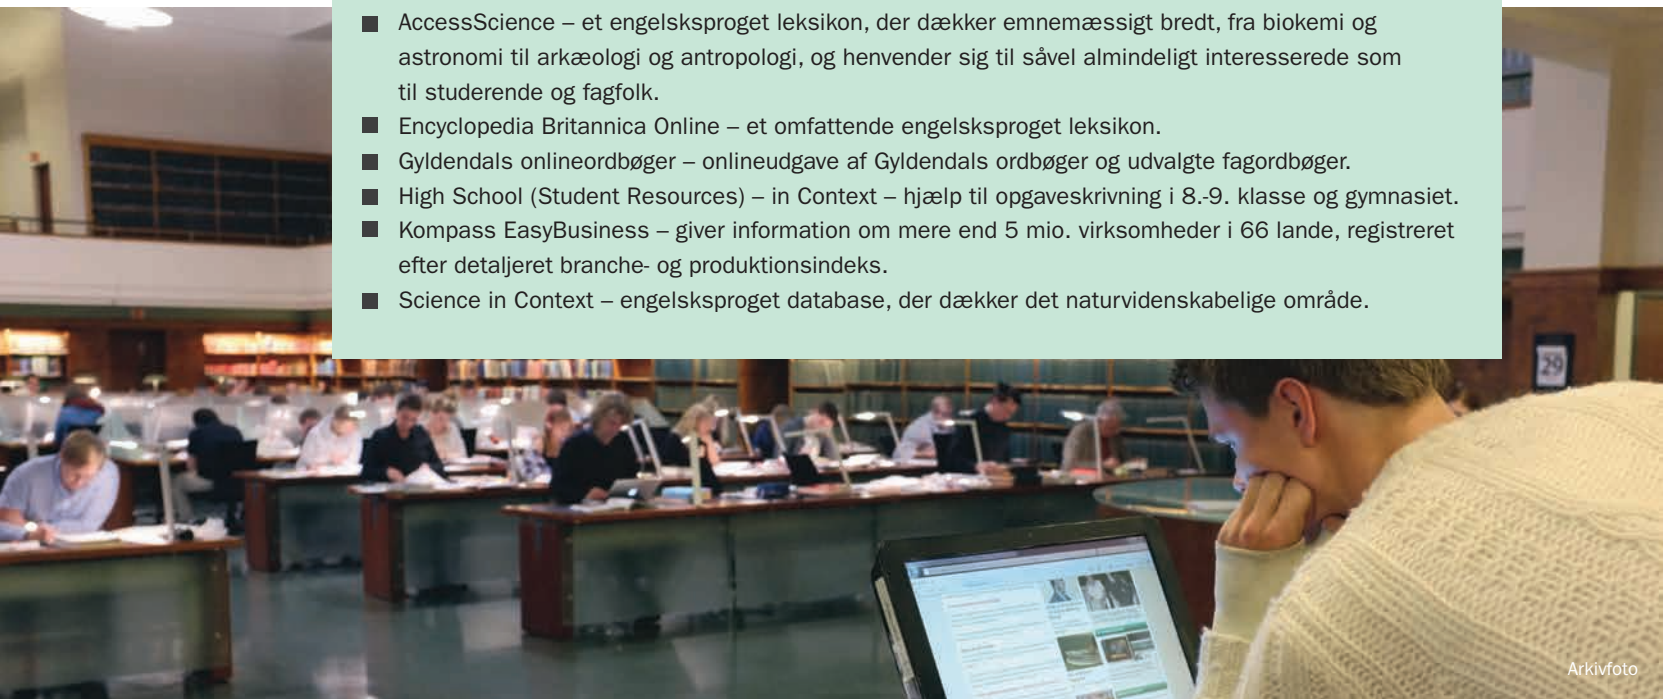 ■ AccessScience – et engelsksproget leksikon, der dækker emnemæssigt bredt, fra biokemi og
astronomi til arkæologi og antropologi, og henvender sig til såvel almindeligt interesserede som
til studerende og fagfolk.
■ Encyclopedia Britannica Online – et omfattende engelsksproget leksikon.
■ Gyldendals onlineordbøger – onlineudgave af Gyldendals ordbøger og udvalgte fagordbøger.
■ High School (Student Resources) – in Context – hjælp til opgaveskrivning i 8.-9. klasse og gymnasiet.
■ Kompass EasyBusiness – giver information om mere end 5 mio. virksomheder i 66 lande, registreret
efter detaljeret branche- og produktionsindeks.
■ Science in Context – engelsksproget database, der dækker det naturvidenskabelige område.
29
Arkivfoto